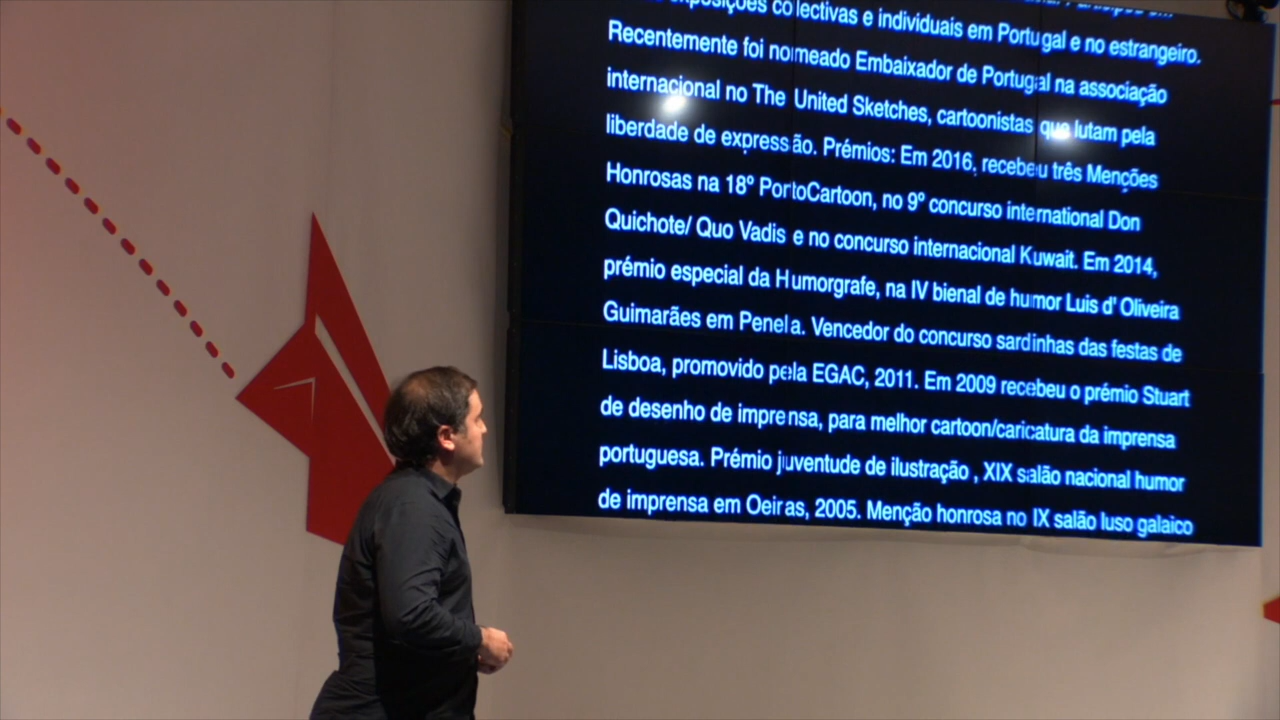 exposições colectivas e individuais em Portugal e no estrangeiro.
Recentemente foi nomeado Embaixador de Portugal na associação
internacional no The United Sketches, cartoonistas que lutam pela
liberdade de expressão. Prémios: Em 2016, recebeu três Menções
Honrosas na 18º PortoCartoon, no 9º concurso international Don
Quichote/ Quo Vadis e no concurso internacional Kuwait. Em 2014,
prémio especial da Humorgrafe, na IV bienal de humor Luis d' Oliveira
Guimarães em Penela. Vencedor do concurso sardinhas das festas de
Lisboa, promovido pela EGAC, 2011. Em 2009 recebeu o prémio Stuart
de desenho de imprensa, para melhor cartoon/caricatura da imprensa
portuguesa. Prémio juventude de ilustração , XIX salão nacional humor
de imprensa em Oeiras, 2005. Menção honrosa no IX salão luso galaico